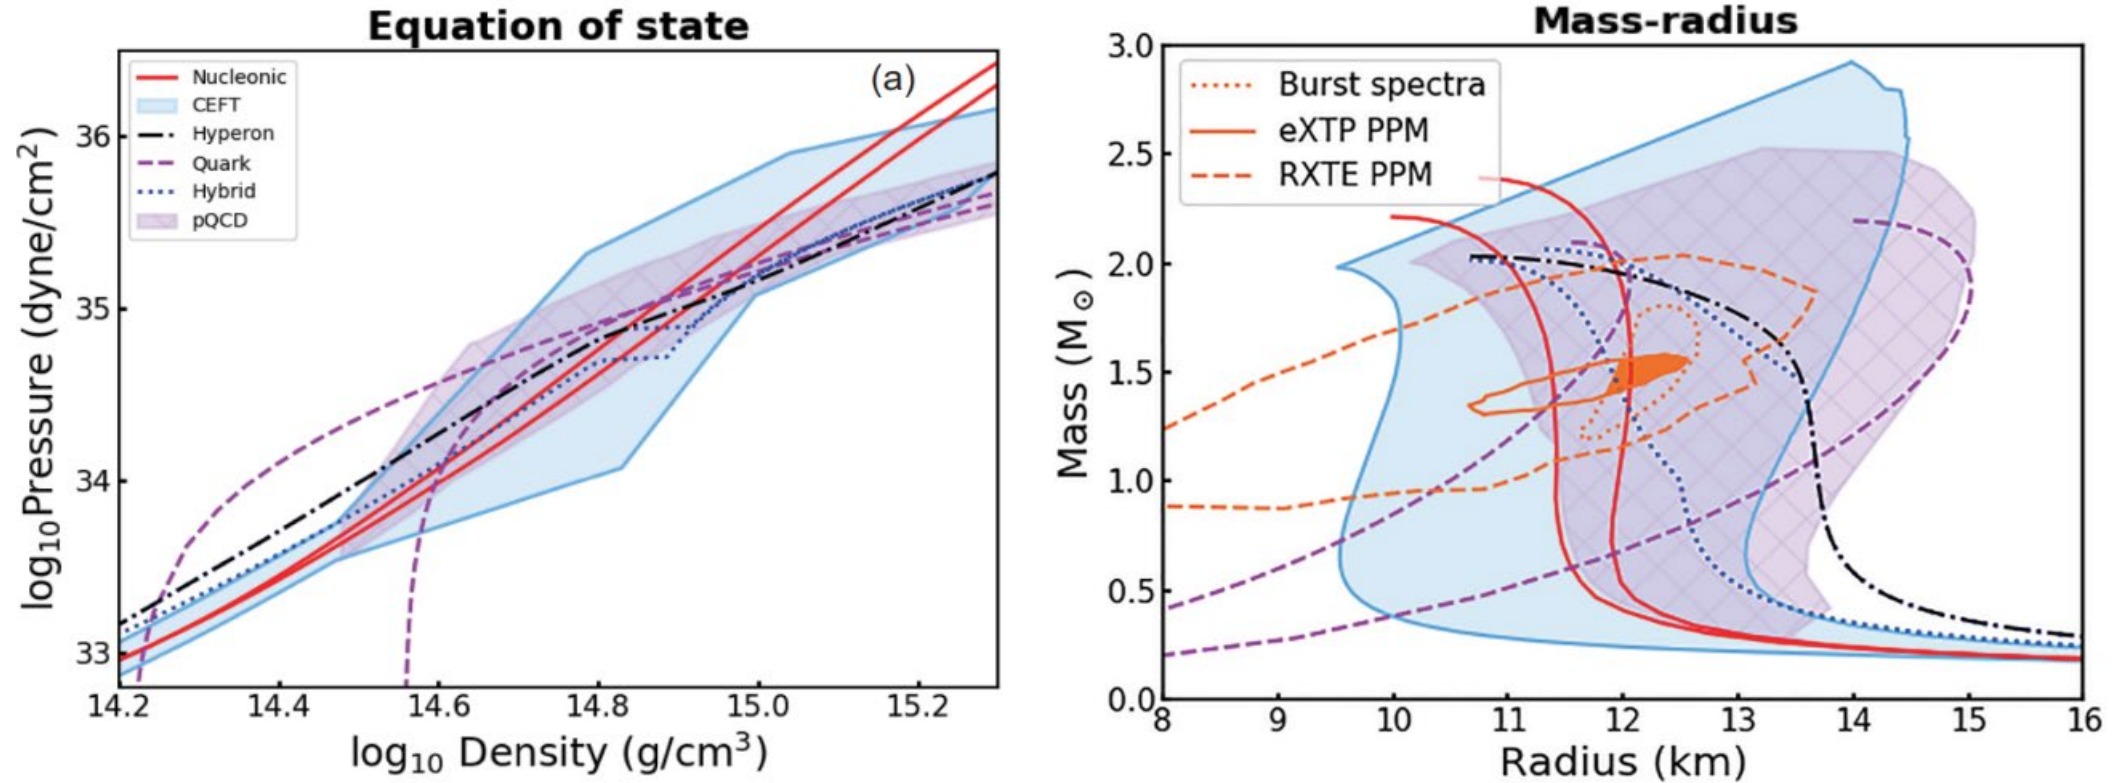 Equation of state
(a)
Nucleonic
CEFT
Hyperon
Quark
Hybrid
pQCD
log₁₀Pressure (dyne/cm²)
36
35
34
33
14.2 14.4 14.6 14.8 15.0 15.2
log₁₀ Density (g/cm³)
Mass-radius
Burst spectra
eXTP PPM
RXTE PPM
Mass (M⊙)
3.0
2.5
2.0
1.5
1.0
0.5
0.0
8 9 10 11 12 13 14 15 16
Radius (km)